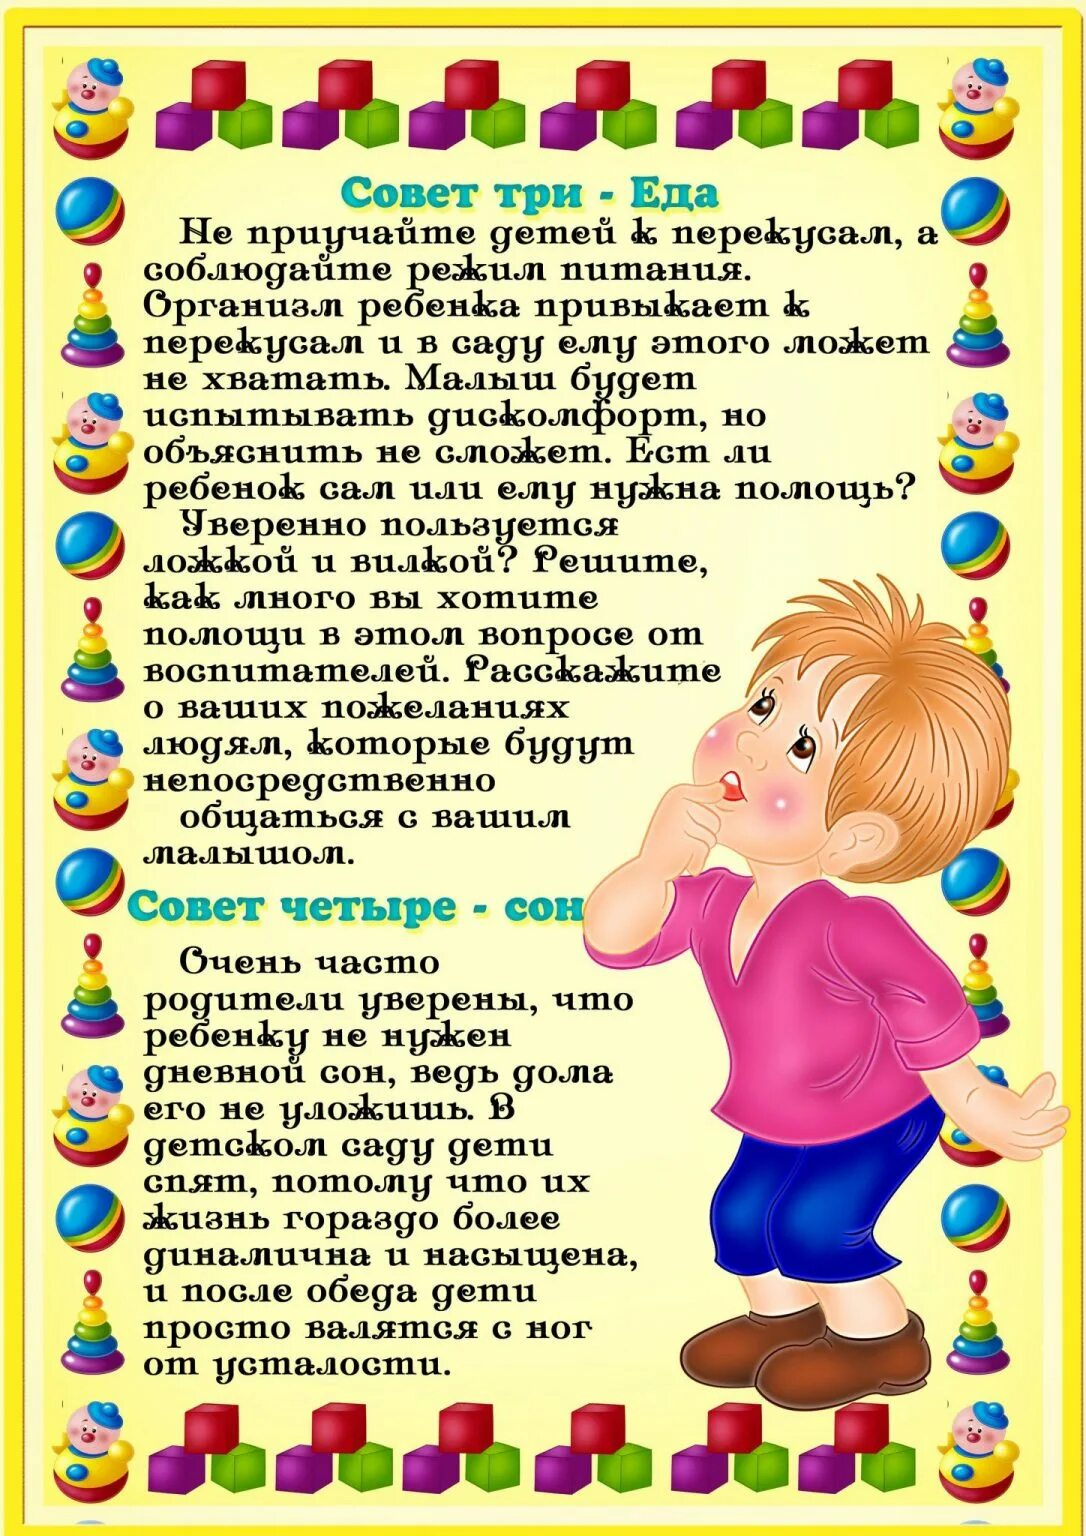 Совет три - Еда
Не приучайте детей к перекусам, а
соблюдайте режим питания.
Организм ребенка привыкает к
перекусам и в саду ему этого может
не хватать. Малыш будет
испытывать дискомфорт, но
объяснить не сможет. Ест ли
ребенок сам или ему нужна помощь?
Уверенно пользуется
ложкой и вилкой? Решите,
как много вы хотите
помощи в этом вопросе от
воспитателей. Расскажите
о ваших пожеланиях
людям, которые будут
непосредственно
общаться с вашим
малышом.
Совет четыре - сон
Очень часто
родители уверены, что
ребенку не нужен
дневной сон, ведь дома
его не уложишь. В
детском саду дети
спят, потому что их
жизнь гораздо более
динамична и насыщена,
и после обеда дети
просто валятся с ног
от усталости.